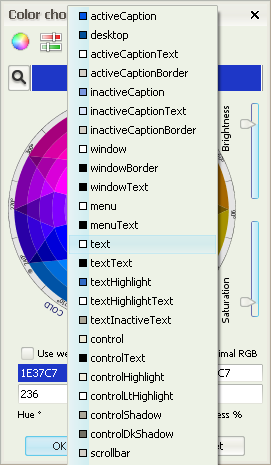 Color cho
activeCaption
desktop
activeCaptionText
activeCaptionBorder
inactiveCaption
inactiveCaptionText
inactiveCaptionBorder
window
windowBorder
windowText
menu
menuText
text
textText
textHighlight
textHighlightText
textInactiveText
control
controlText
controlHighlight
controlLtHighlight
controlShadow
controlDkShadow
scrollbar
Brightness
Saturation
COLD
Use we
imal RGB
1E37C7
C7
236
Hue °
ess %
OK
et